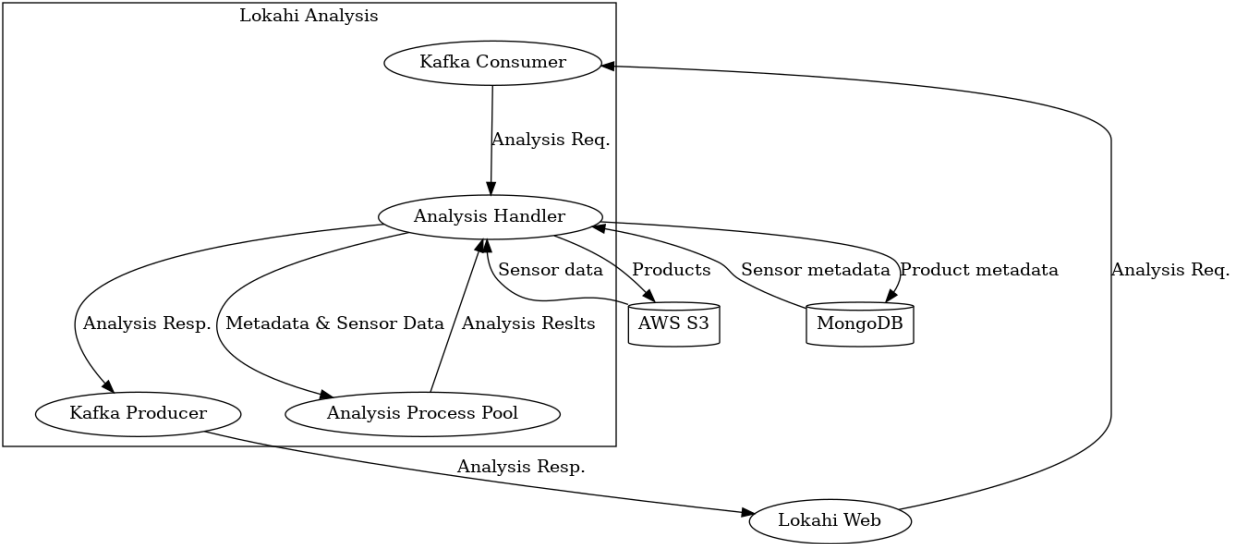 Lokahi Analysis
Kafka Consumer
Analysis Req.
Analysis Handler
Sensor data
Products
Sensor metadata
Product metadata
Analysis Req.
Analysis Resp.
Metadata & Sensor Data
Analysis Reslts
AWS S3
MongoDB
Kafka Producer
Analysis Process Pool
Analysis Resp.
Lokahi Web